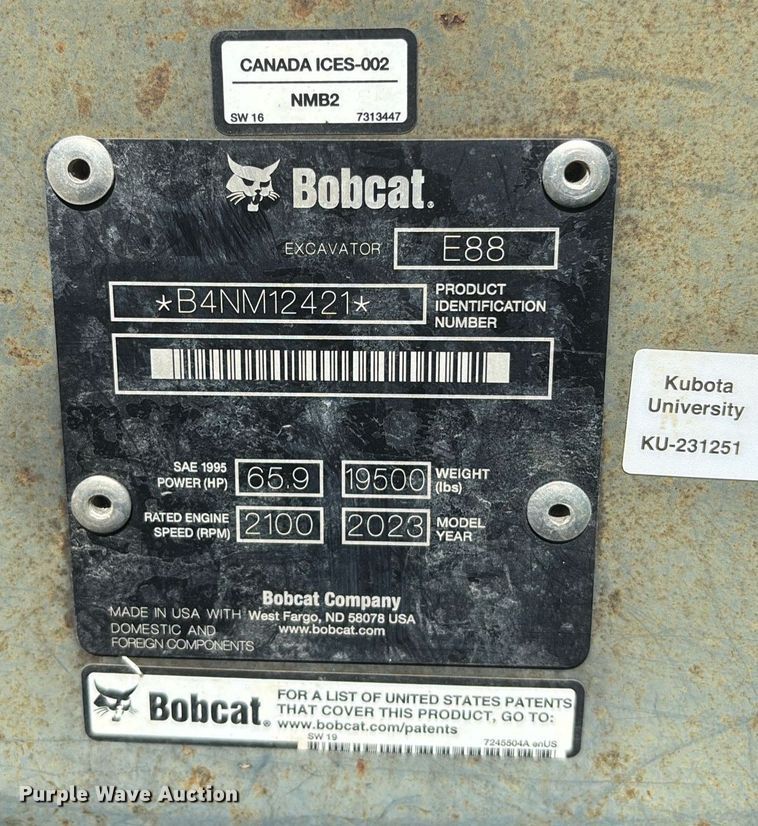 CANADA ICES-002
NMB2
SW 16 7313447
Bobcat®
EXCAVATOR E88
*B4NM12421*
PRODUCT
IDENTIFICATION
NUMBER
Kubota
University
KU-231251
SAE 1995
POWER (HP) 65.9 19500 WEIGHT
(lbs)
RATED ENGINE
SPEED (RPM) 2100 2023 MODEL
YEAR
Bobcat Company
West Fargo, ND 58078 USA
www.bobcat.com
MADE IN USA WITH
DOMESTIC AND
FOREIGN COMPONENTS
Bobcat®
FOR A LIST OF UNITED STATES PATENTS
THAT COVER THIS PRODUCT, GO TO:
www.bobcat.com/patents
SW 19 7245504A enUS
Purple Wave Auction